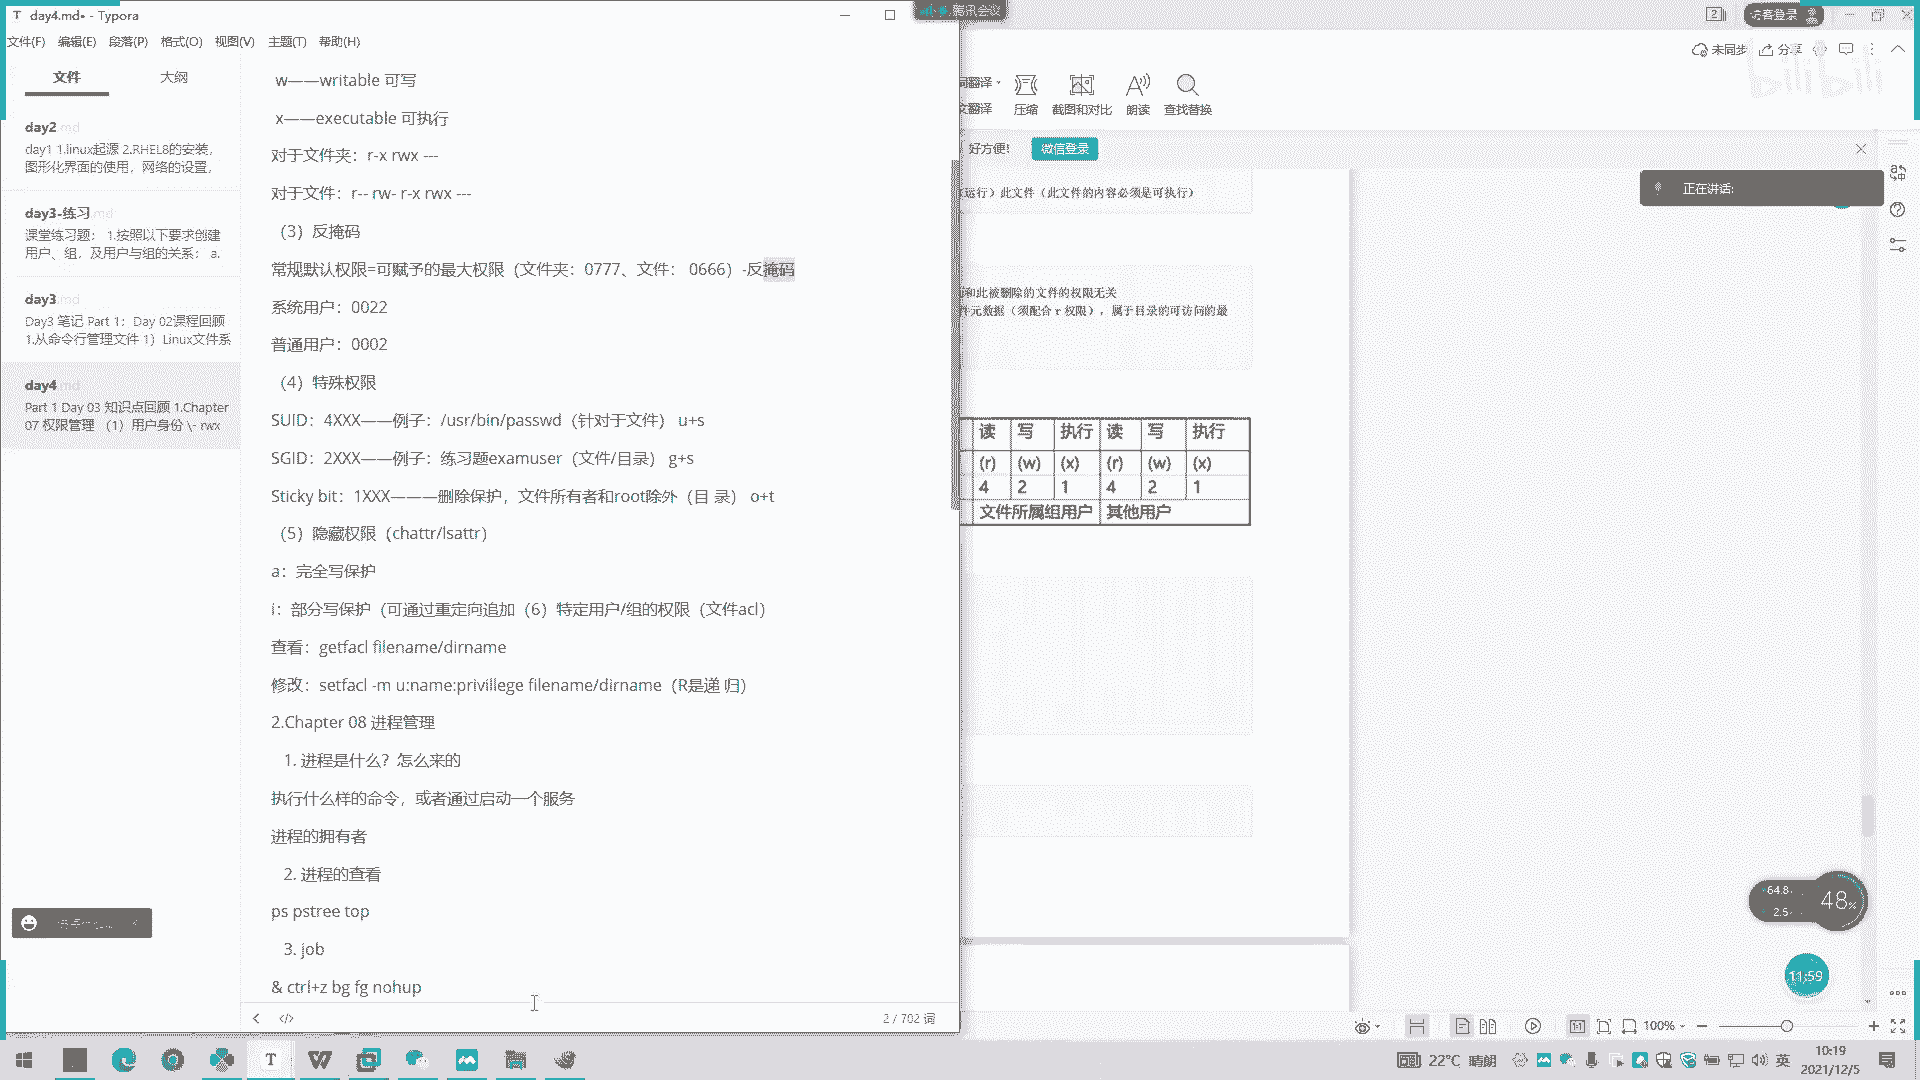 day4.md• - Typora
腾讯会议
2
访客登录
文件(F) 编辑(E) 段落(P) 格式(O) 视图(V) 主题(T) 帮助(H)
未同步 分享
bilibili
文件 大纲
day2.md
day1 1.linux起源 2.RHEL8的安装，
图形化界面的使用，网络的设置，
day3-练习.md
课堂练习题： 1.按照以下要求创建
用户、组，及用户与组的关系： a.
day3.md
Day3 笔记 Part 1：Day 02课程回顾
1.从命令行管理文件 1）Linux文件系
day4.md
Part 1 Day 03 知识点回顾 1.Chapter
07 权限管理 （1）用户身份 \- rwx
w——writable 可写
x——executable 可执行
对于文件夹：r-x rwx ---
对于文件：r-- rw- r-x rwx ---
（3）反掩码
常规默认权限=可赋予的最大权限（文件夹：0777、文件： 0666）-反掩码
系统用户：0022
普通用户：0002
（4）特殊权限
SUID：4XXX——例子：/usr/bin/passwd（针对于文件） u+s
SGID：2XXX——例子：练习题examuser（文件/目录） g+s
Sticky bit：1XXX———删除保护，文件所有者和root除外（目 录） o+t
（5）隐藏权限（chattr/lsattr）
a：完全写保护
i：部分写保护（可通过重定向追加（6）特定用户/组的权限（文件acl）
查看：getfacl filename/dirname
修改：setfacl -m u:name:privillege filename/dirname（R是递 归）
2.Chapter 08 进程管理
1. 进程是什么？怎么来的
执行什么样的命令，或者通过启动一个服务
进程的拥有者
2. 进程的查看
ps pstree top
3. job
& ctrl+z bg fg nohup
2 / 702 词
翻译
翻译
压缩 截图和对比 朗读 查找替换
好方便！ 微信登录
正在讲话:
运行）此文件（此文件的内容必须是可执行）
和此被删除的文件的权限无关
件元数据（须配合 r 权限），属于目录的可访问的最
读 写 执行 读 写 执行
(r) (w) (x) (r) (w) (x)
4 2 1 4 2 1
文件所属组用户 其他用户
64.8
2.5
48%
11:59
100%
22°C 晴朗
英
10:19
2021/12/5